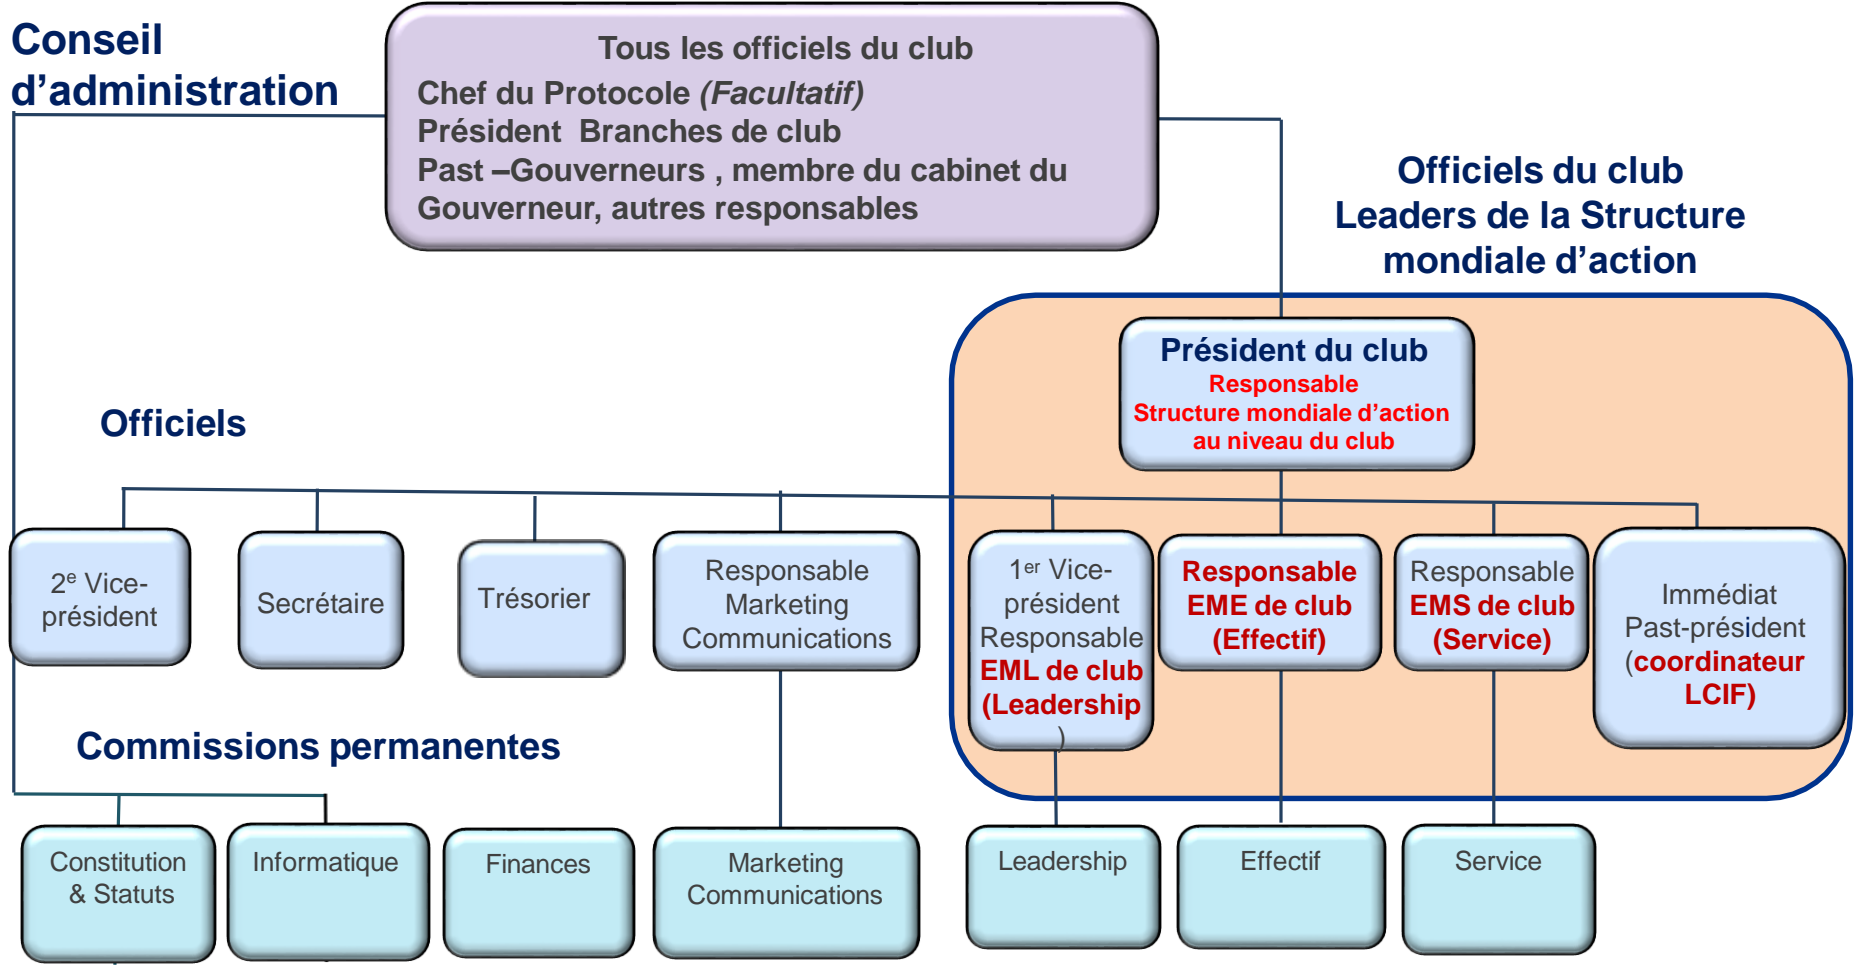 Conseil
d’administration
Tous les officiels du club
Chef du Protocole (Facultatif)
Président  Branches de club
Past –Gouverneurs , membre du cabinet du
Gouverneur, autres responsables
Officiels du club
Leaders de la Structure
mondiale d’action
Président du club
Responsable
Structure mondiale d’action
au niveau du club
Officiels
2e Vice-
président
Secrétaire
Trésorier
Responsable
Marketing
Communications
1er Vice-
président
Responsable
EML de club
(Leadership
)
Responsable
EME de club
(Effectif)
Responsable
EMS de club
(Service)
Immédiat
Past-président
(coordinateur
LCIF)
Commissions permanentes
Constitution
& Statuts
Informatique
Finances
Marketing
Communications
Leadership
Effectif
Service